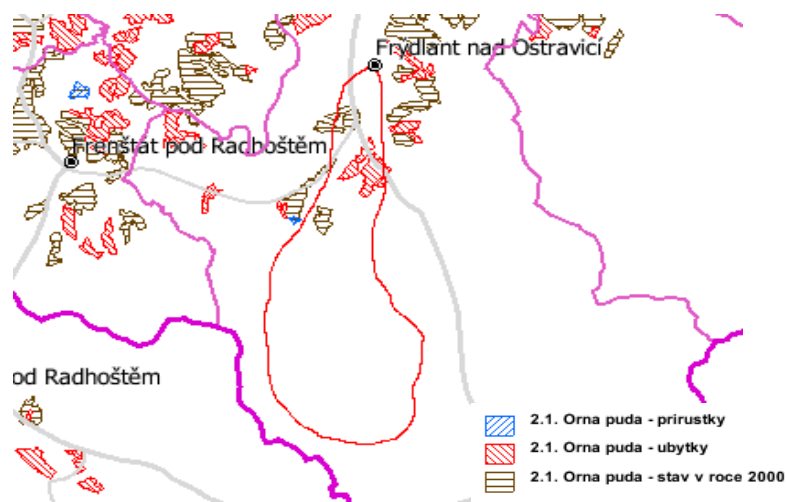 Frýdlant nad Ostravicí
Frenštát pod Radhoštěm
od Radhoštěm
2.1. Orna puda - prirustky
2.1. Orna puda - ubytky
2.1. Orna puda - stav v roce 2000